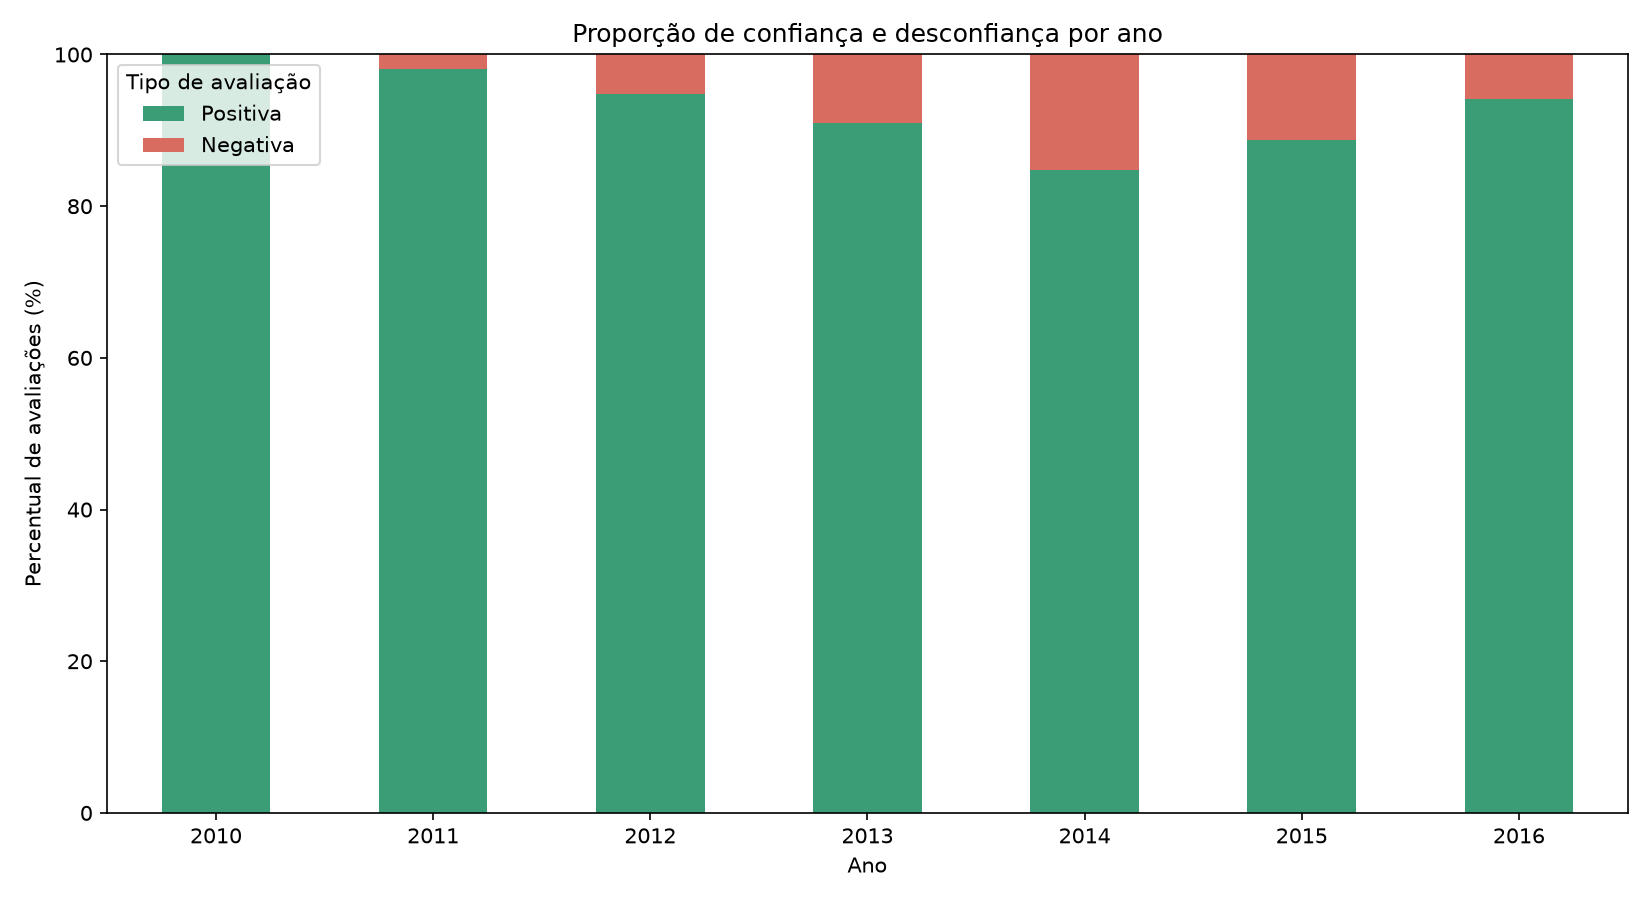 Proporção de confiança e desconfiança por ano
100
80
60
40
20
0
Percentual de avaliações (%)
Tipo de avaliação
Positiva
Negativa
2010 2011 2012 2013 2014 2015 2016
Ano